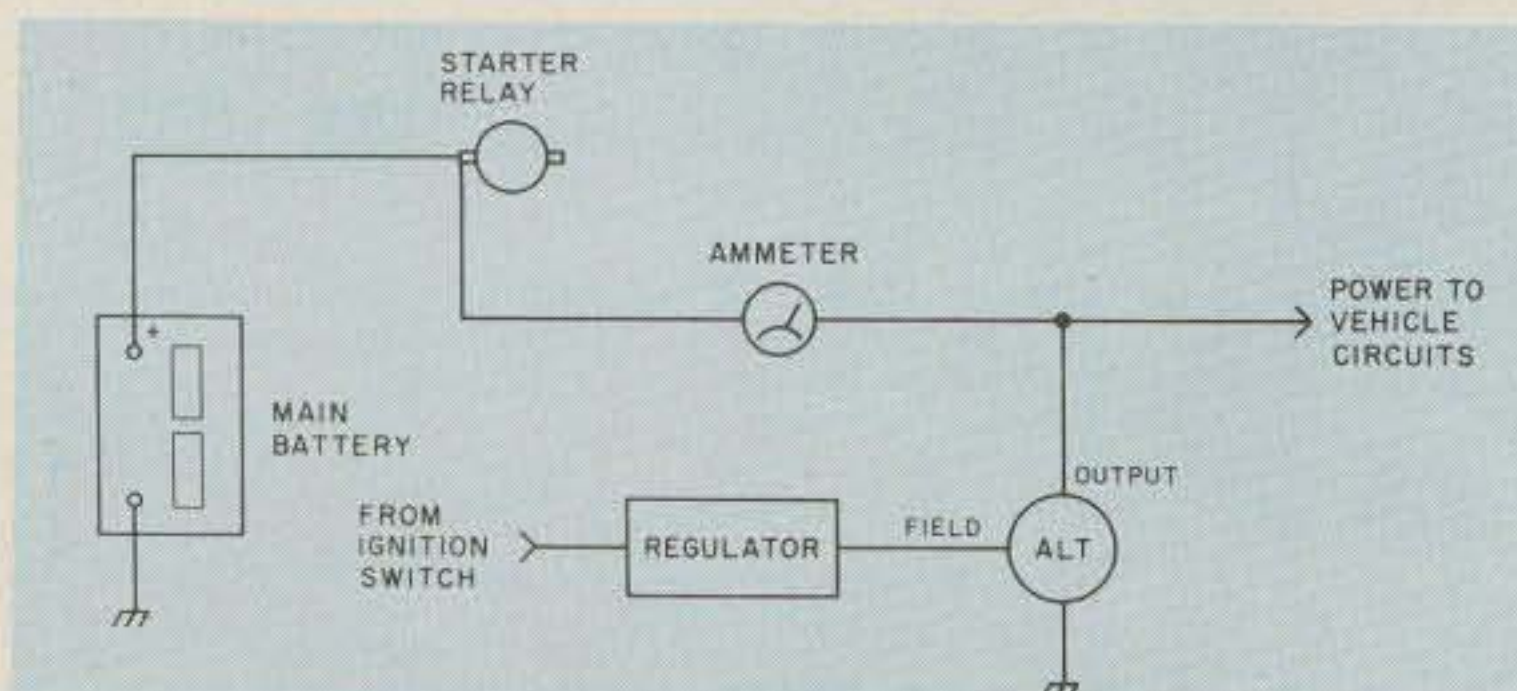 STARTER
RELAY
AMMETER
POWER TO
VEHICLE
CIRCUITS
+
MAIN
BATTERY
OUTPUT
FROM
IGNITION
SWITCH
REGULATOR
FIELD
ALT